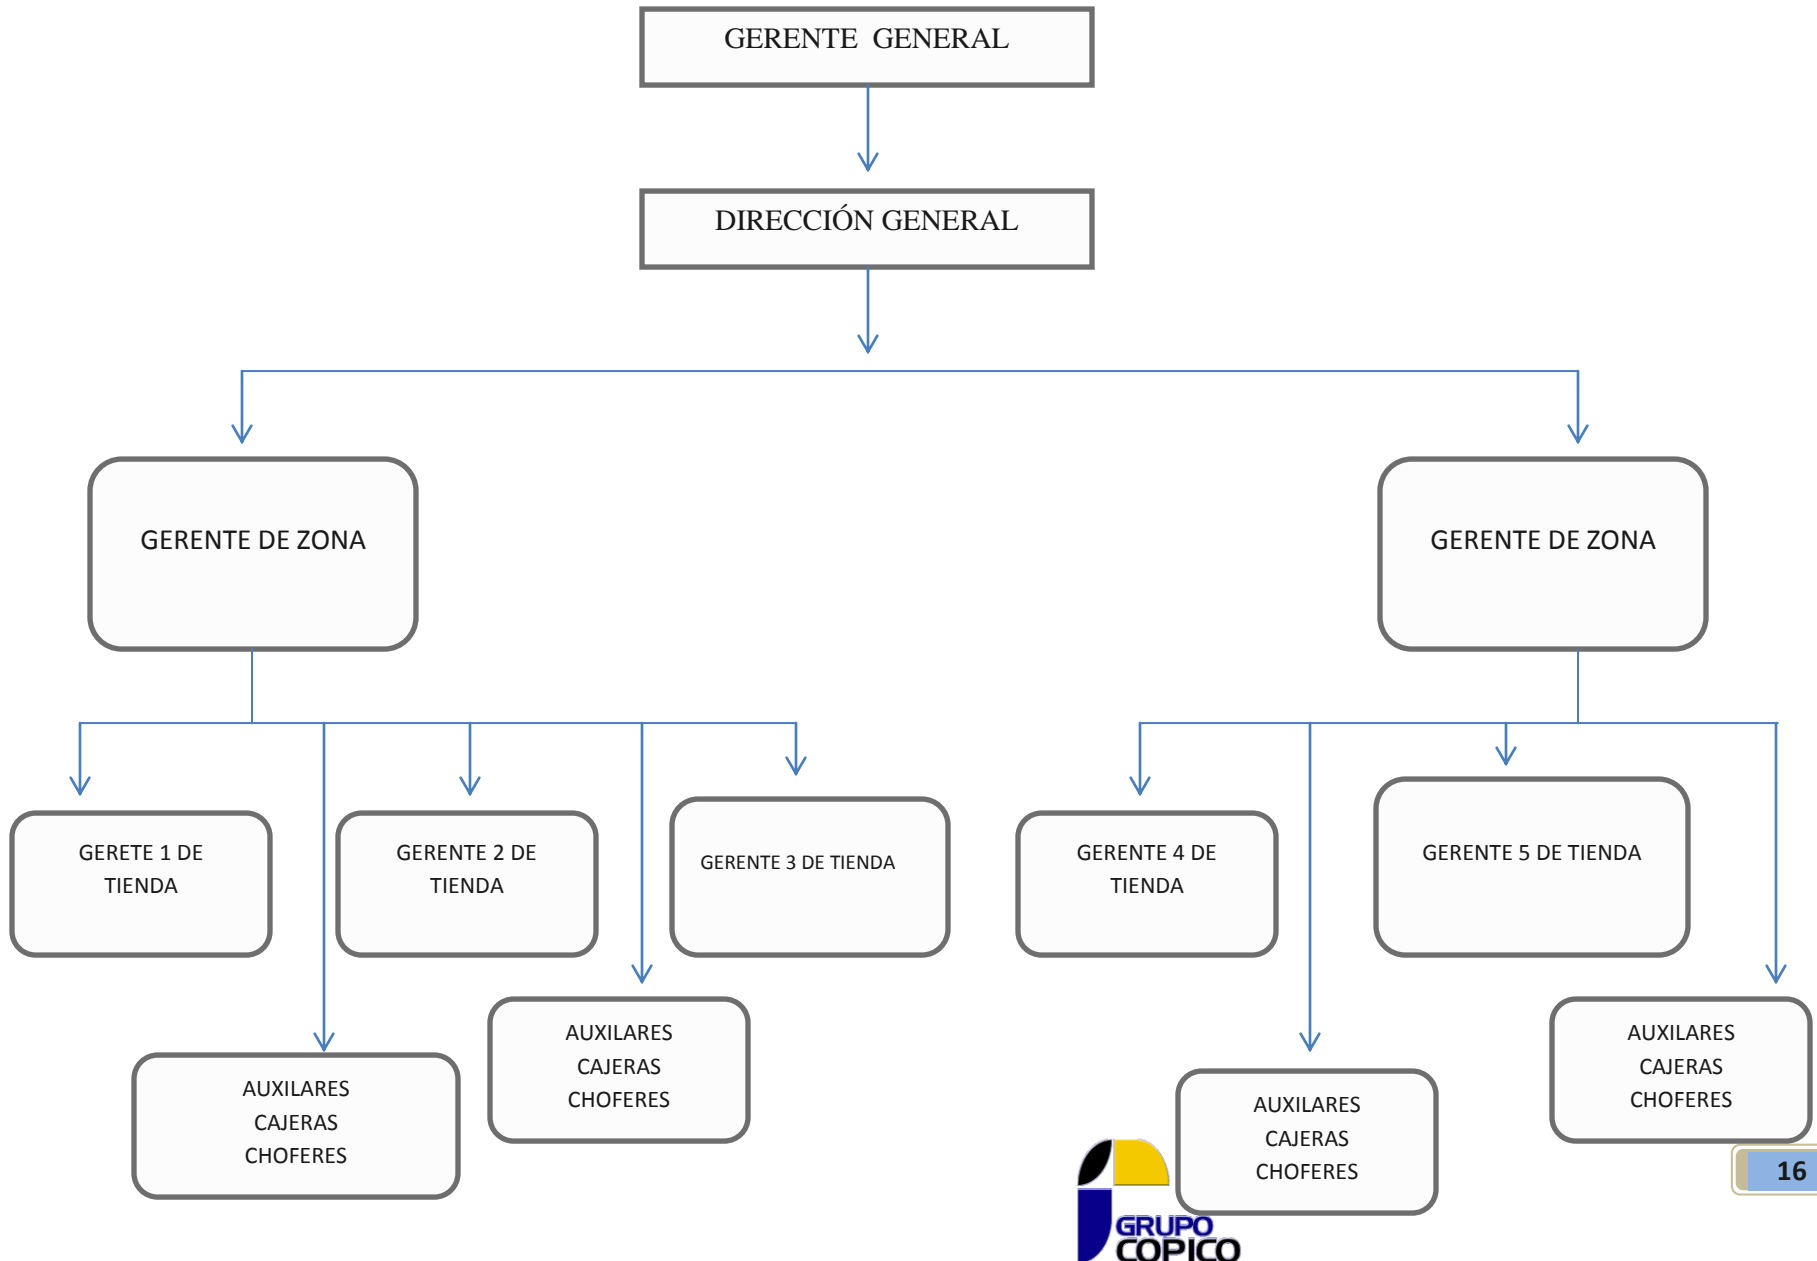 GERENTE GENERAL
DIRECCIÓN GENERAL
GERENTE DE ZONA
GERENTE DE ZONA
GERETE 1 DE
TIENDA
GERENTE 2 DE
TIENDA
GERENTE 3 DE TIENDA
GERENTE 4 DE
TIENDA
GERENTE 5 DE TIENDA
AUXILARES
CAJERAS
CHOFERES
AUXILARES
CAJERAS
CHOFERES
AUXILARES
CAJERAS
CHOFERES
AUXILARES
CAJERAS
CHOFERES
16
GRUPO
COPICO